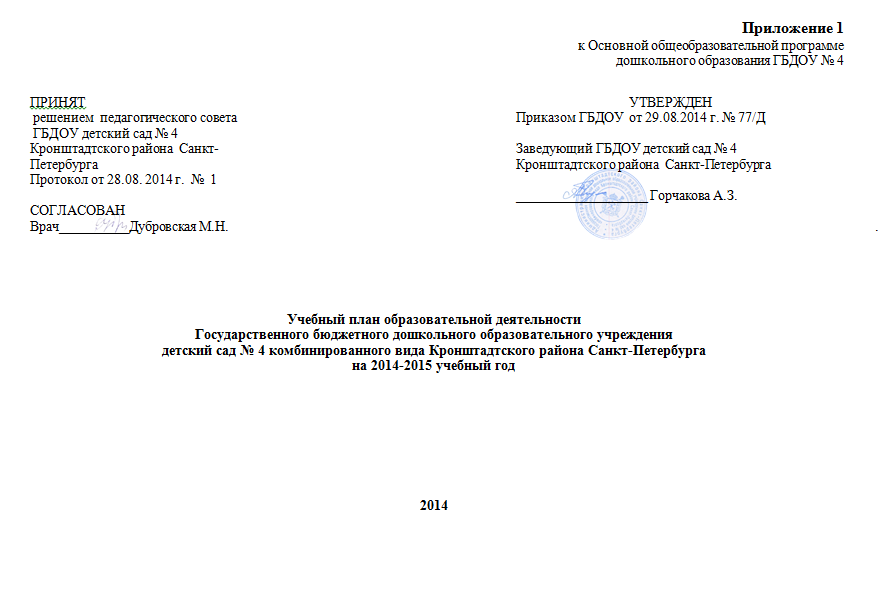 Приложение 1
к Основной общеобразовательной программе
дошкольного образования ГБДОУ № 4
ПРИНЯТ
решением педагогического совета
ГБДОУ детский сад № 4
Кронштадтского района Санкт-
Петербурга
Протокол от 28.08. 2014 г. № 1
СОГЛАСОВАН
Врач___________Дубровская М.Н.
УТВЕРЖДЕН
Приказом ГБДОУ от 29.08.2014 г. № 77/Д
Заведующий ГБДОУ детский сад № 4
Кронштадтского района Санкт-Петербурга
___________________ Горчакова А.З.
.
Учебный план образовательной деятельности
Государственного бюджетного дошкольного образовательного учреждения
детский сад № 4 комбинированного вида Кронштадтского района Санкт-Петербурга
на 2014-2015 учебный год
2014